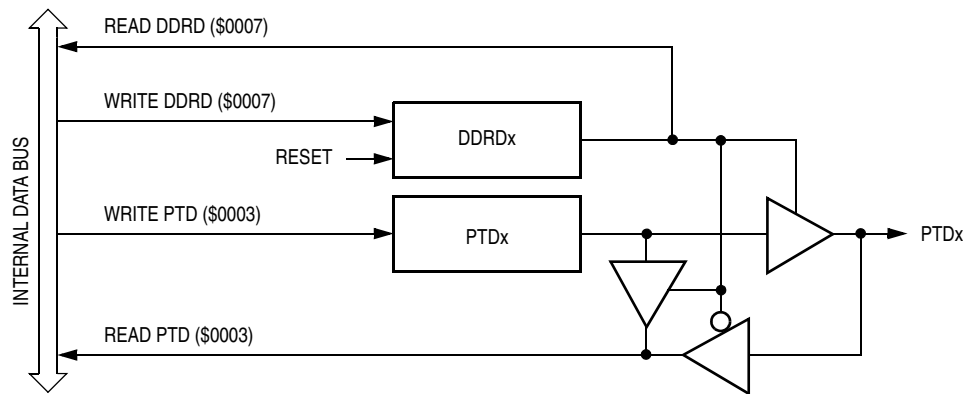 READ DDRD ($0007)
WRITE DDRD ($0007)
DDRDx
RESET
INTERNAL DATA BUS
WRITE PTD ($0003)
PTDx
PTDx
READ PTD ($0003)